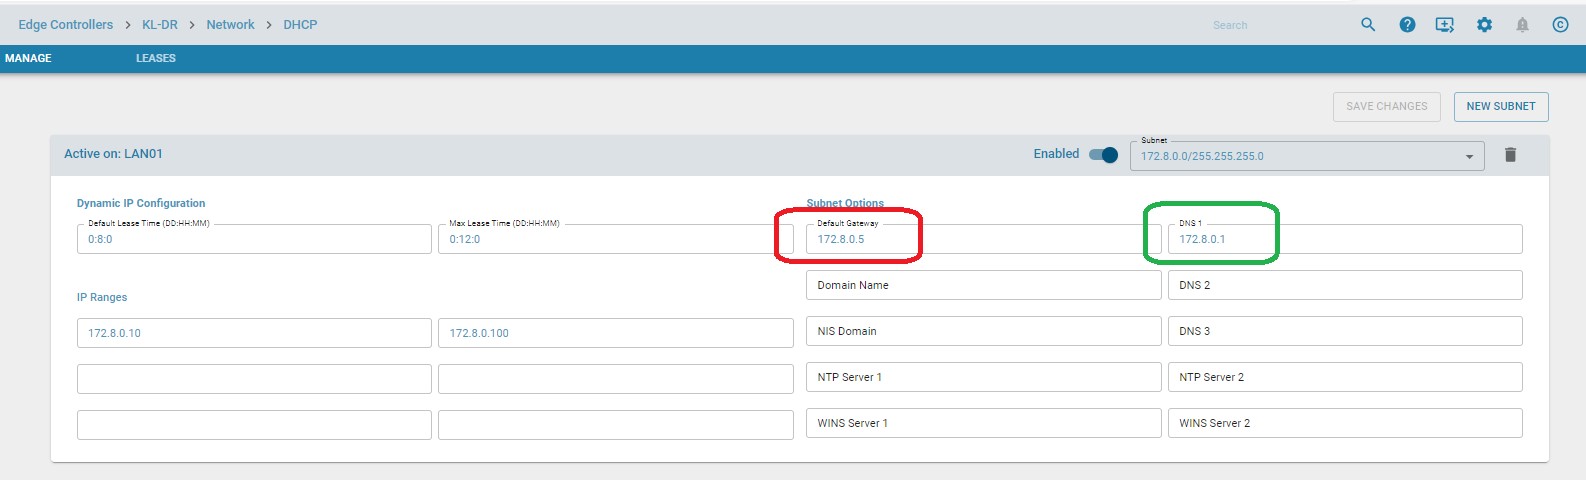 Edge Controllers > KL-DR > Network > DHCP
Search
MANAGE LEASES
SAVE CHANGES NEW SUBNET
Active on: LAN01
Enabled
Subnet
172.8.0.0/255.255.255.0
Dynamic IP Configuration
Default Lease Time (DD:HH:MM)
0:8:0
Max Lease Time (DD:HH:MM)
0:12:0
IP Ranges
172.8.0.10
172.8.0.100
Subnet Options
Default Gateway
172.8.0.5
DNS 1
172.8.0.1
Domain Name
DNS 2
NIS Domain
DNS 3
NTP Server 1
NTP Server 2
WINS Server 1
WINS Server 2